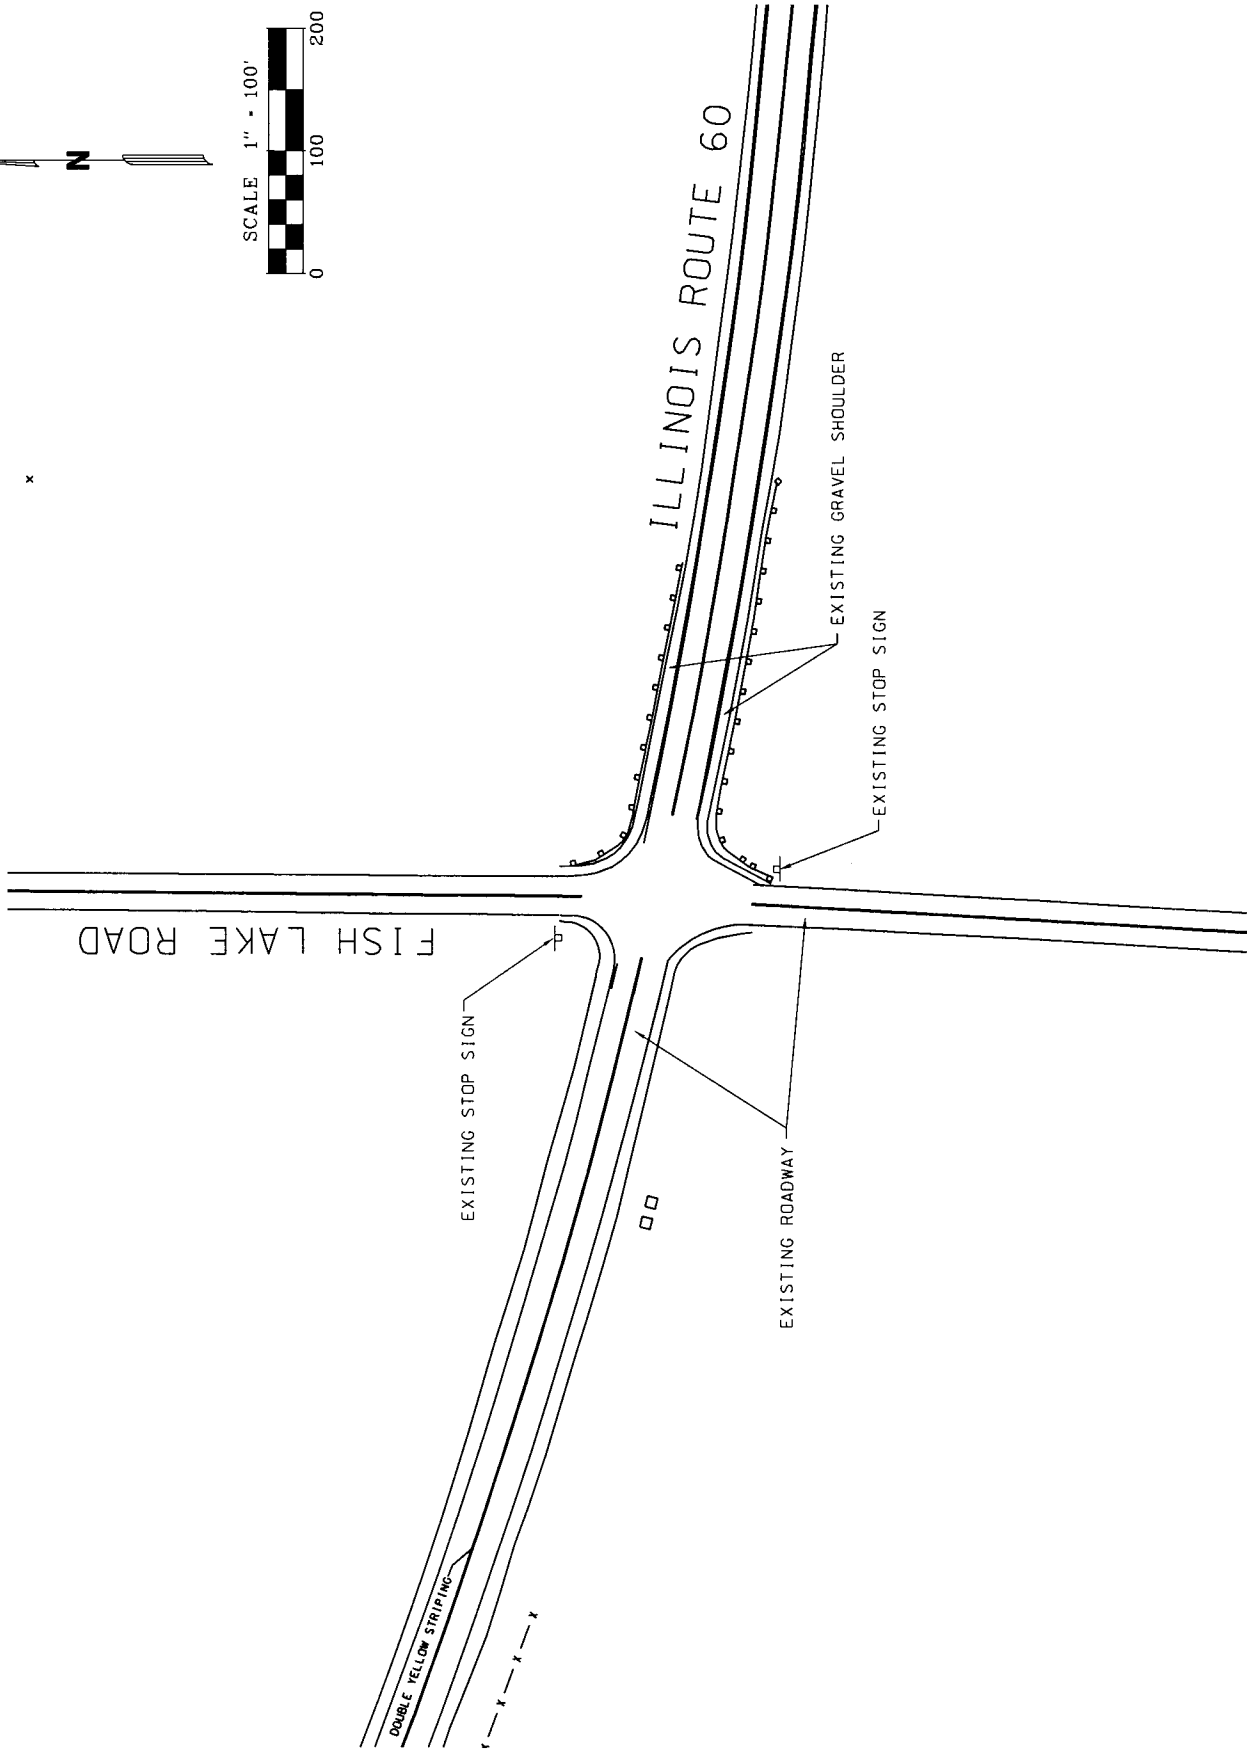 N
SCALE 1" - 100'
0 100 200
ILLINOIS ROUTE 60
EXISTING GRAVEL SHOULDER
EXISTING STOP SIGN
FISH LAKE ROAD
EXISTING STOP SIGN
EXISTING ROADWAY
DOUBLE YELLOW STRIPING